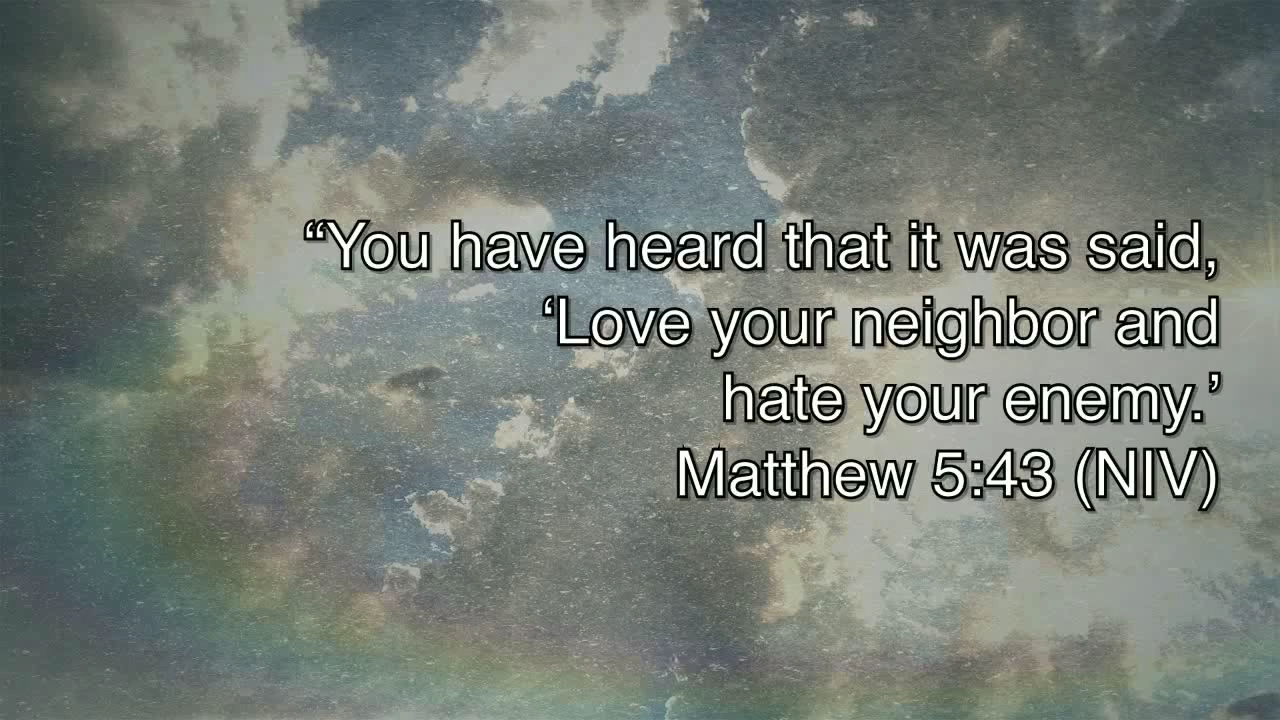 “You have heard that it was said,
‘Love your neighbor and
hate your enemy.’
Matthew 5:43 (NIV)